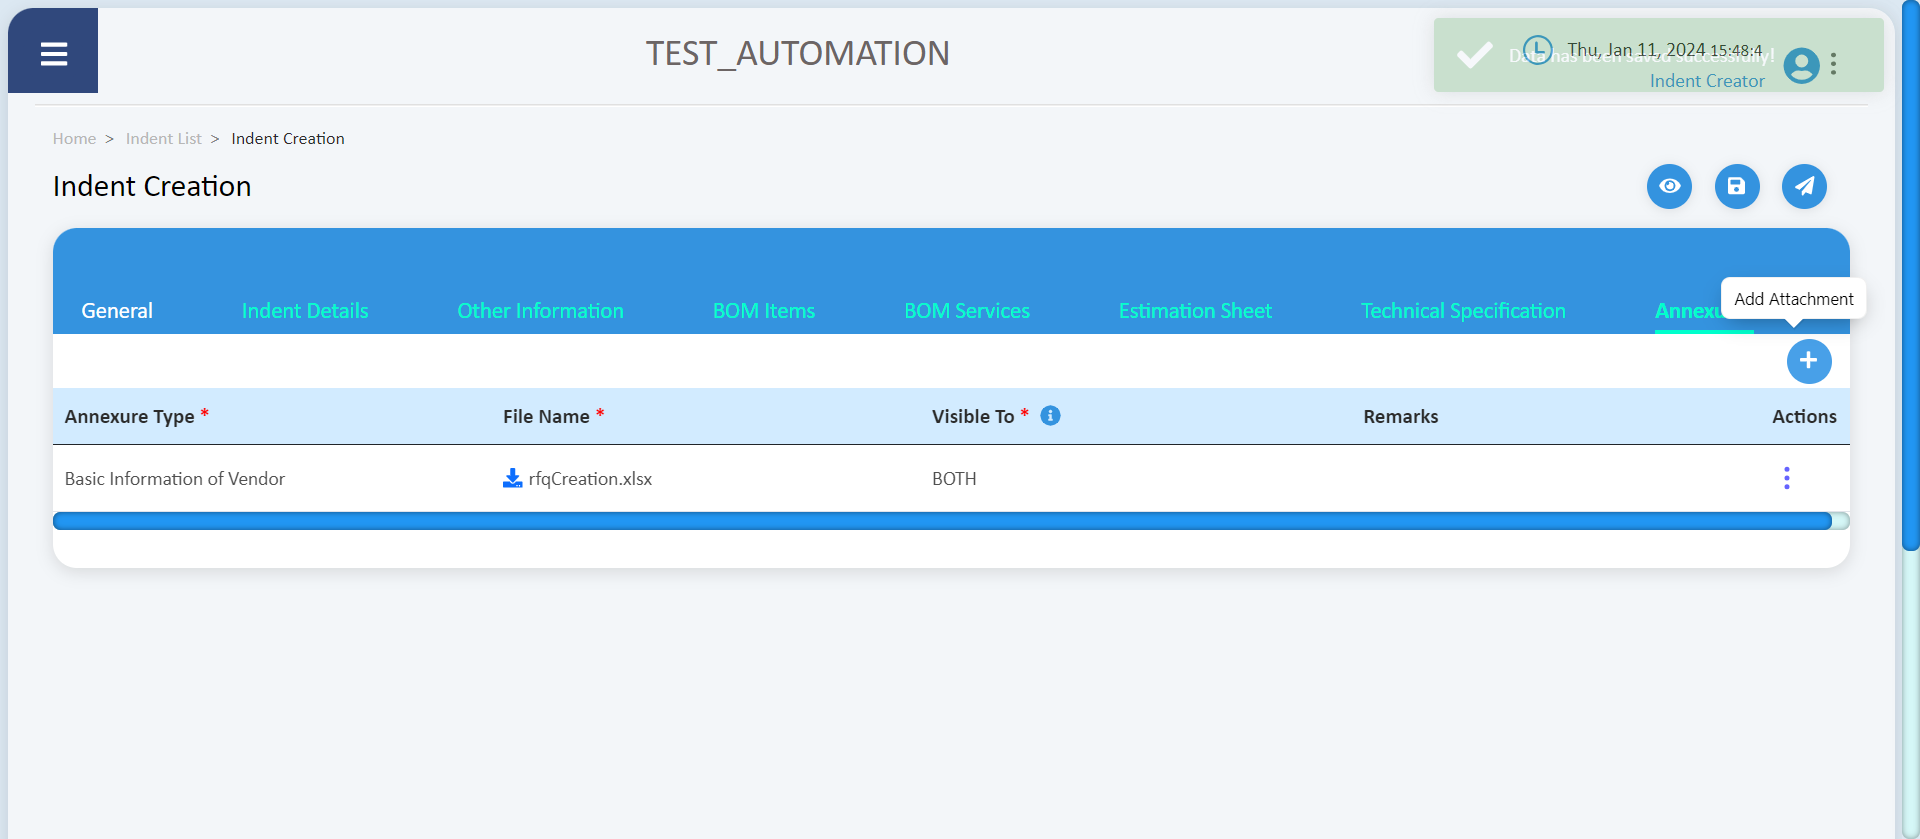 TEST_AUTOMATION
Thu, Jan 11, 2024 15:48:4
Data has been saved successfully!
Indent Creator
Home > Indent List > Indent Creation
Indent Creation
Add Attachment
General Indent Details Other Information BOM Items BOM Services Estimation Sheet Technical Specification Annexu
Annexure Type * File Name * Visible To * Remarks Actions
Basic Information of Vendor rfqCreation.xlsx BOTH